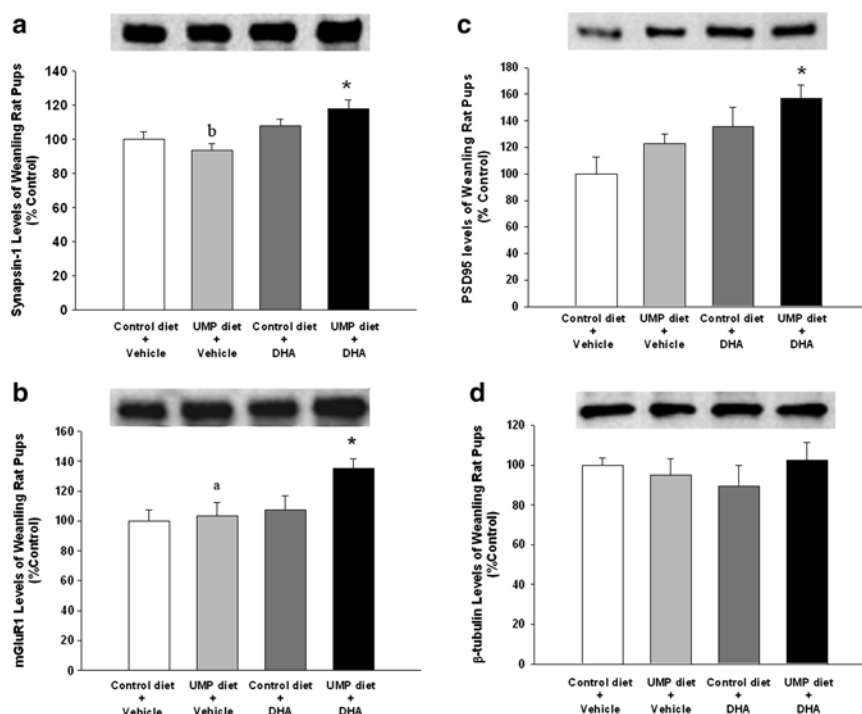 a
Synapsin-1 Levels of Weanling Rat Pups
(% Control)
140
120
100
80
60
40
20
0
b
*
Control diet
+
Vehicle
UMP diet
+
Vehicle
Control diet
+
DHA
UMP diet
+
DHA
b
mGluR1 Levels of Weanling Rat Pups
(%Control)
160
140
120
100
80
60
40
20
0
a
*
Control diet
+
Vehicle
UMP diet
+
Vehicle
Control diet
+
DHA
UMP diet
+
DHA
c
PSD95 levels of Weanling Rat Pups
(% Control)
180
160
140
120
100
80
60
40
20
0
*
Control diet
+
Vehicle
UMP diet
+
Vehicle
Control diet
+
DHA
UMP diet
+
DHA
d
β-tubulin Levels of Weanling Rat Pups
(%Control)
120
100
80
60
40
20
0
Control diet
+
Vehicle
UMP diet
+
Vehicle
Control diet
+
DHA
UMP diet
+
DHA